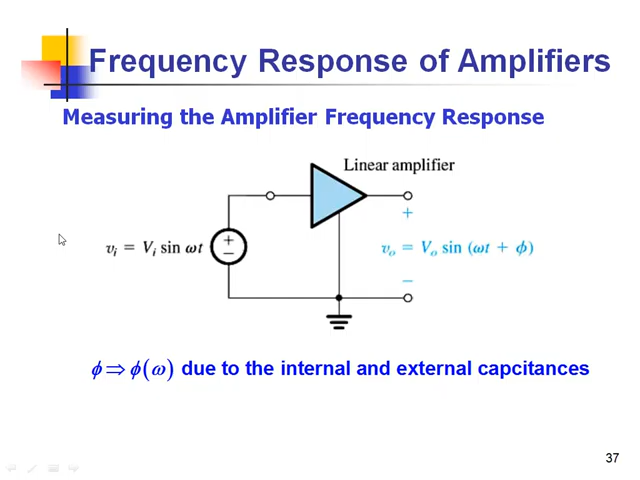 Frequency Response of Amplifiers
Measuring the Amplifier Frequency Response
Linear amplifier
+
vᵢ = Vᵢ sin ωt
+
−
vₒ = Vₒ sin (ωt + ϕ)
−
ϕ ⇒ ϕ(ω) due to the internal and external capcitances
37